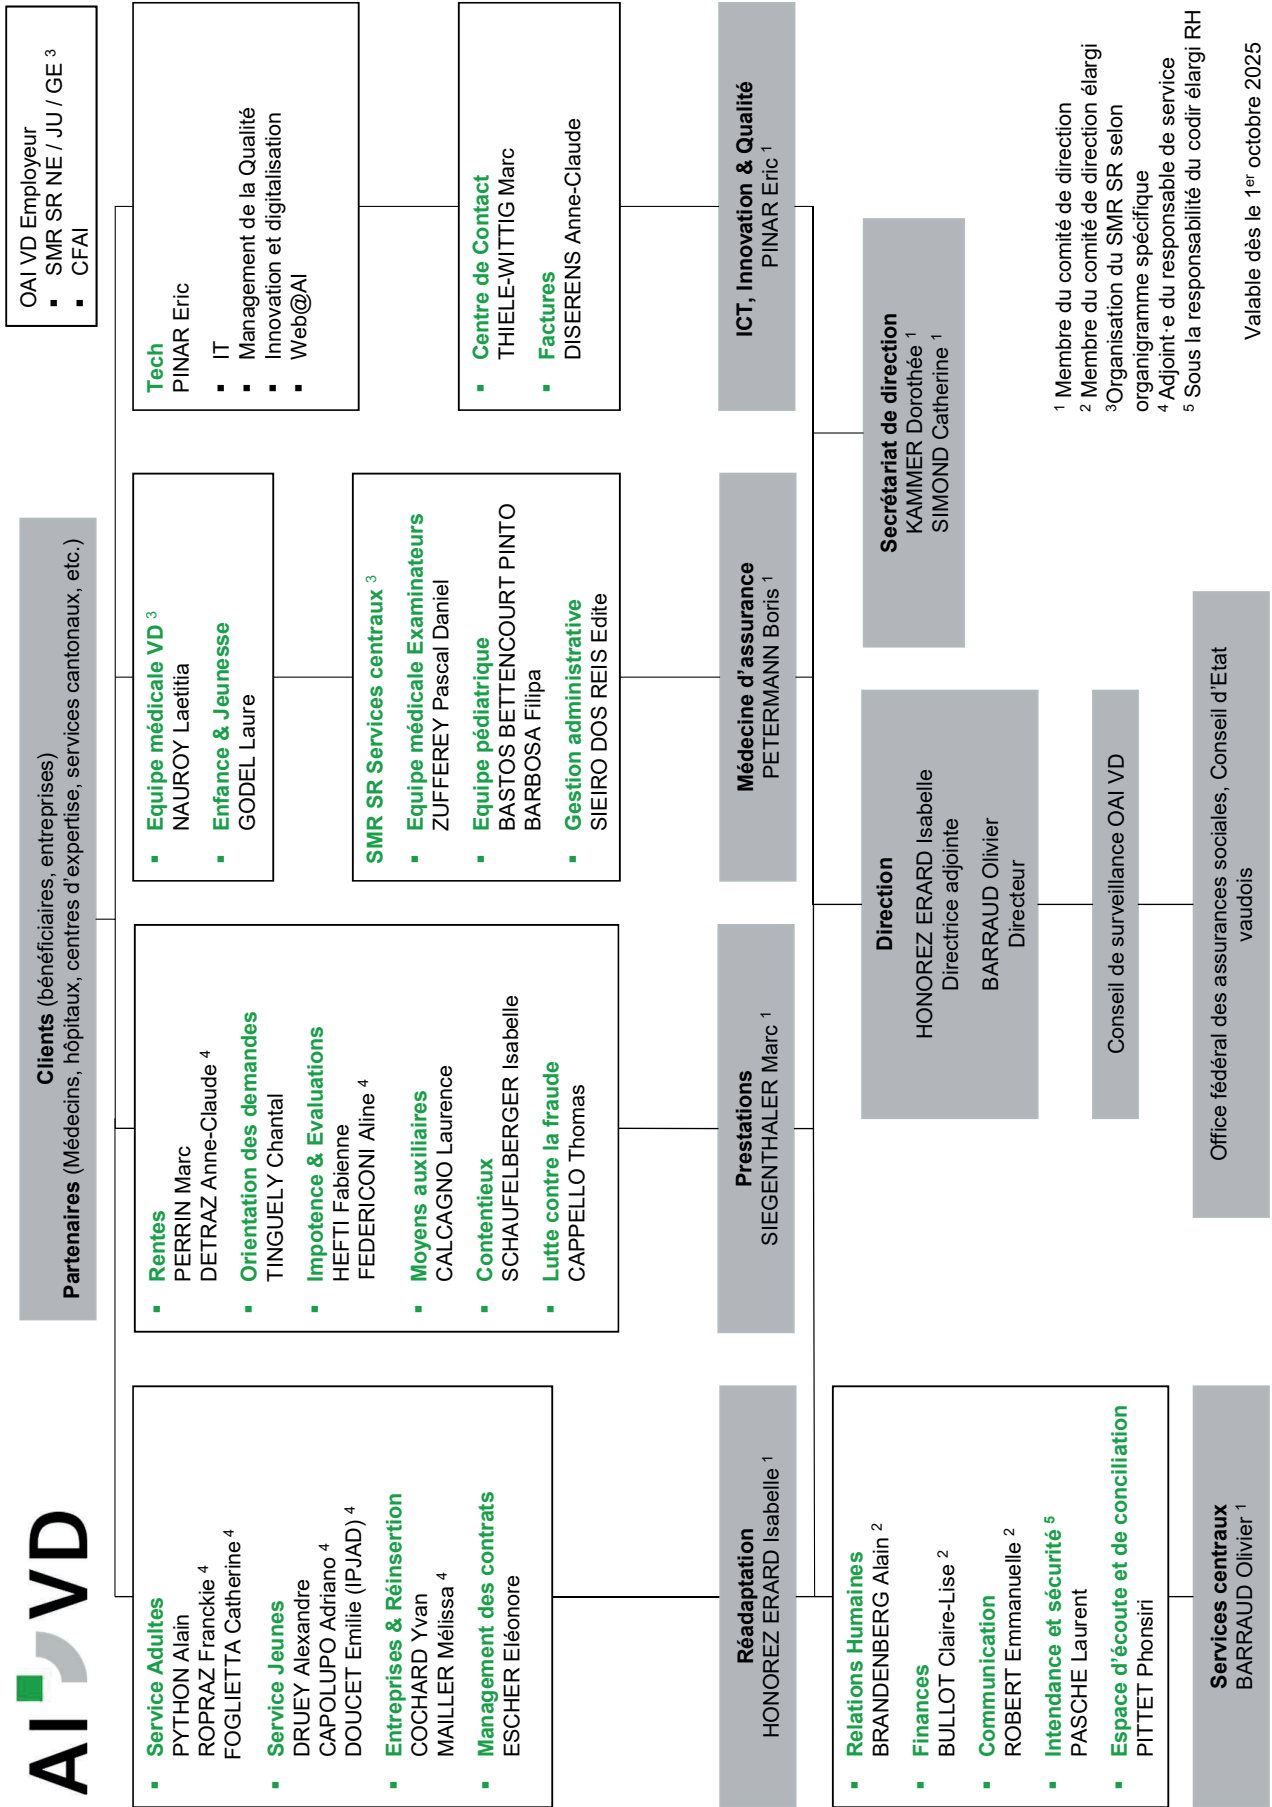 AI VD
Clients (bénéficiaires, entreprises)
Partenaires (Médecins, hôpitaux, centres d'expertise, services cantonaux, etc.)
OAI VD Employeur
▪ SMR SR NE / JU / GE ³
▪ CFAI
▪ Service Adultes
PYTHON Alain
ROPRAZ Franckie ⁴
FOGLIETTA Catherine ⁴
▪ Service Jeunes
DRUEY Alexandre
CAPOLUPO Adriano ⁴
DOUCET Emilie (IPJAD) ⁴
▪ Entreprises & Réinsertion
COCHARD Yvan
MAILLER Mélissa ⁴
▪ Management des contrats
ESCHER Eléonore
▪ Rentes
PERRIN Marc
DETRAZ Anne-Claude ⁴
▪ Orientation des demandes
TINGUELY Chantal
▪ Impotence & Evaluations
HEFTI Fabienne
FEDERICONI Aline ⁴
▪ Moyens auxiliaires
CALCAGNO Laurence
▪ Contentieux
SCHAUFELBERGER Isabelle
▪ Lutte contre la fraude
CAPPELLO Thomas
▪ Equipe médicale VD ³
NAUROY Laetitia
▪ Enfance & Jeunesse
GODEL Laure
SMR SR Services centraux ³
▪ Equipe médicale Examinateurs
ZUFFEREY Pascal Daniel
▪ Equipe pédiatrique
BASTOS BETTENCOURT PINTO
BARBOSA Filipa
▪ Gestion administrative
SIEIRO DOS REIS Edite
Tech
PINAR Eric
▪ IT
▪ Management de la Qualité
▪ Innovation et digitalisation
▪ Web@AI
▪ Centre de Contact
THIELE-WITTIG Marc
▪ Factures
DISERENS Anne-Claude
Réadaptation
HONOREZ ERARD Isabelle ¹
Prestations
SIEGENTHALER Marc ¹
Médecine d'assurance
PETERMANN Boris ¹
ICT, Innovation & Qualité
PINAR Eric ¹
▪ Relations Humaines
BRANDENBERG Alain ²
▪ Finances
BULLOT Claire-Lise ²
▪ Communication
ROBERT Emmanuelle ²
▪ Intendance et sécurité ⁵
PASCHE Laurent
▪ Espace d'écoute et de conciliation
PITTET Phonsiri
Services centraux
BARRAUD Olivier ¹
Direction
HONOREZ ERARD Isabelle
Directrice adjointe
BARRAUD Olivier
Directeur
Conseil de surveillance OAI VD
Office fédéral des assurances sociales, Conseil d'Etat
vaudois
Secrétariat de direction
KAMMER Dorothée ¹
SIMOND Catherine ¹
¹ Membre du comité de direction
² Membre du comité de direction élargi
³Organisation du SMR SR selon
organigramme spécifique
⁴ Adjoint·e du responsable de service
⁵ Sous la responsabilité du codir élargi RH
Valable dès le 1ᵉʳ octobre 2025